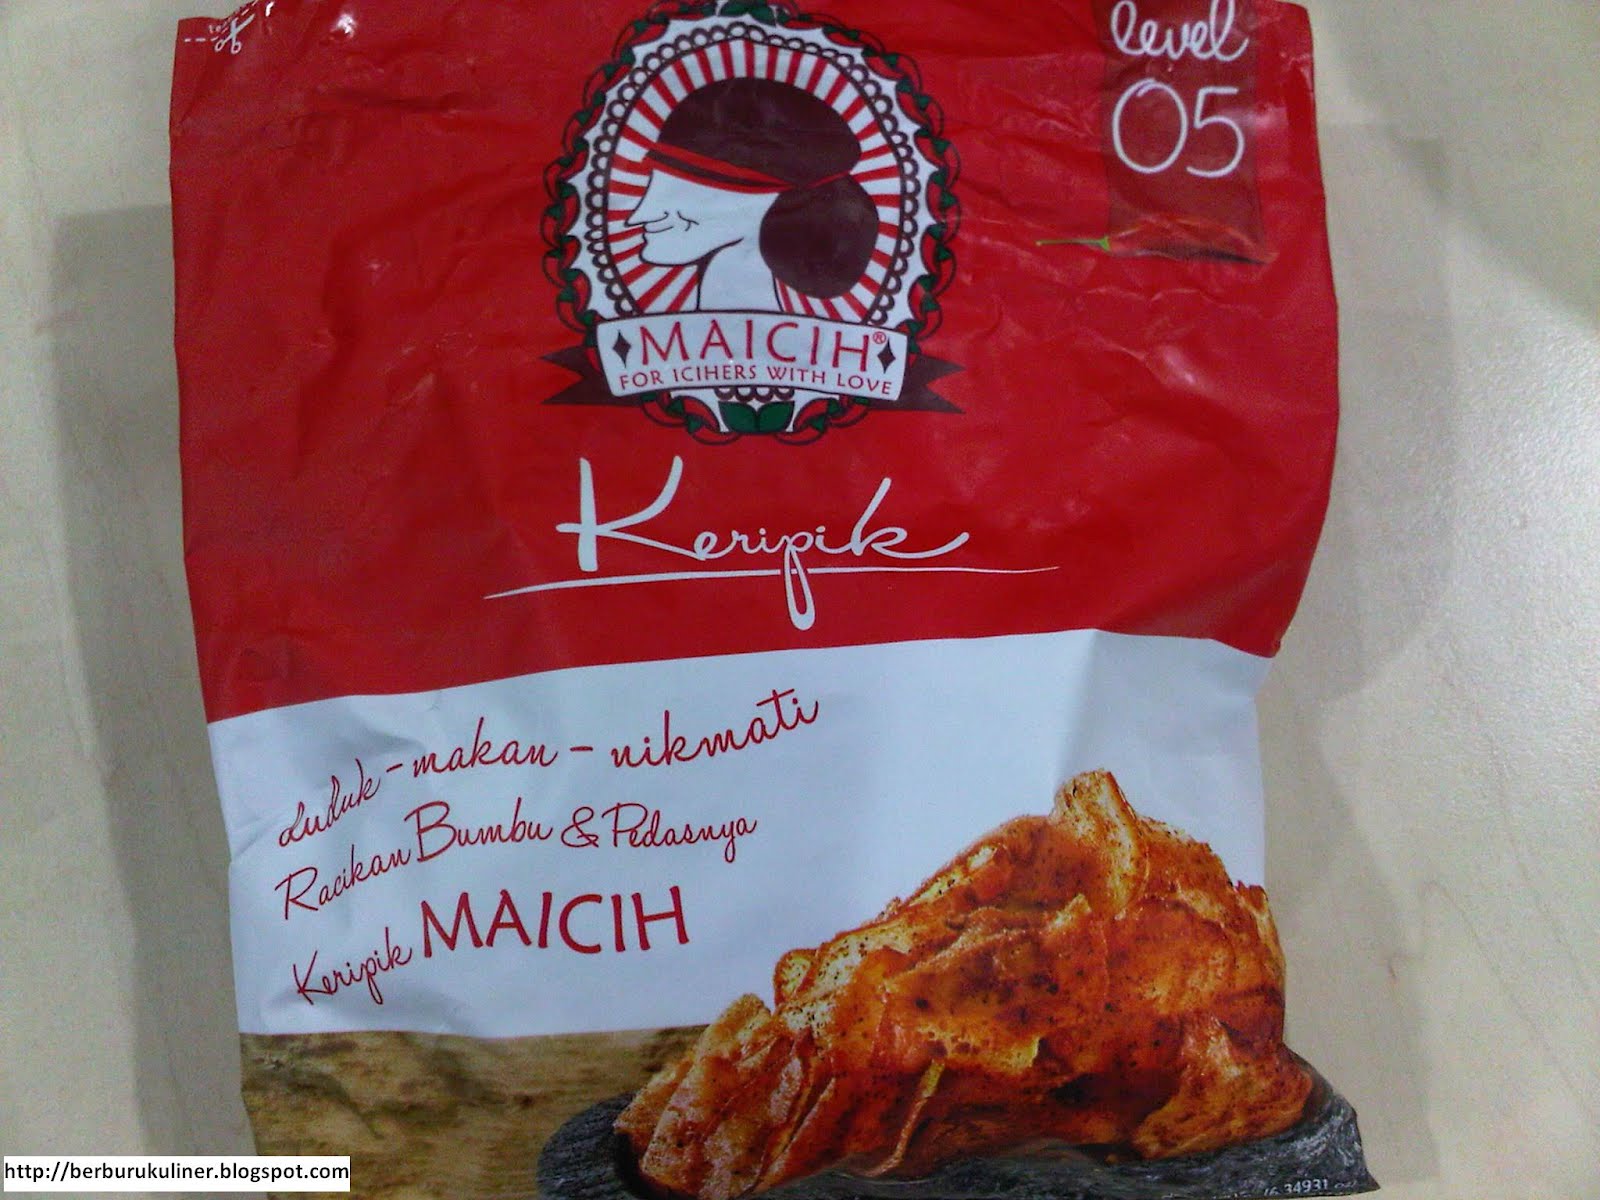 level
05
MAICIH®
FOR ICIHERS WITH LOVE
Keripik
Duduk - makan - nikmati
Racikan Bumbu & Pedasnya
Keripik MAICIH
34931
http://berburukuliner.blogspot.com